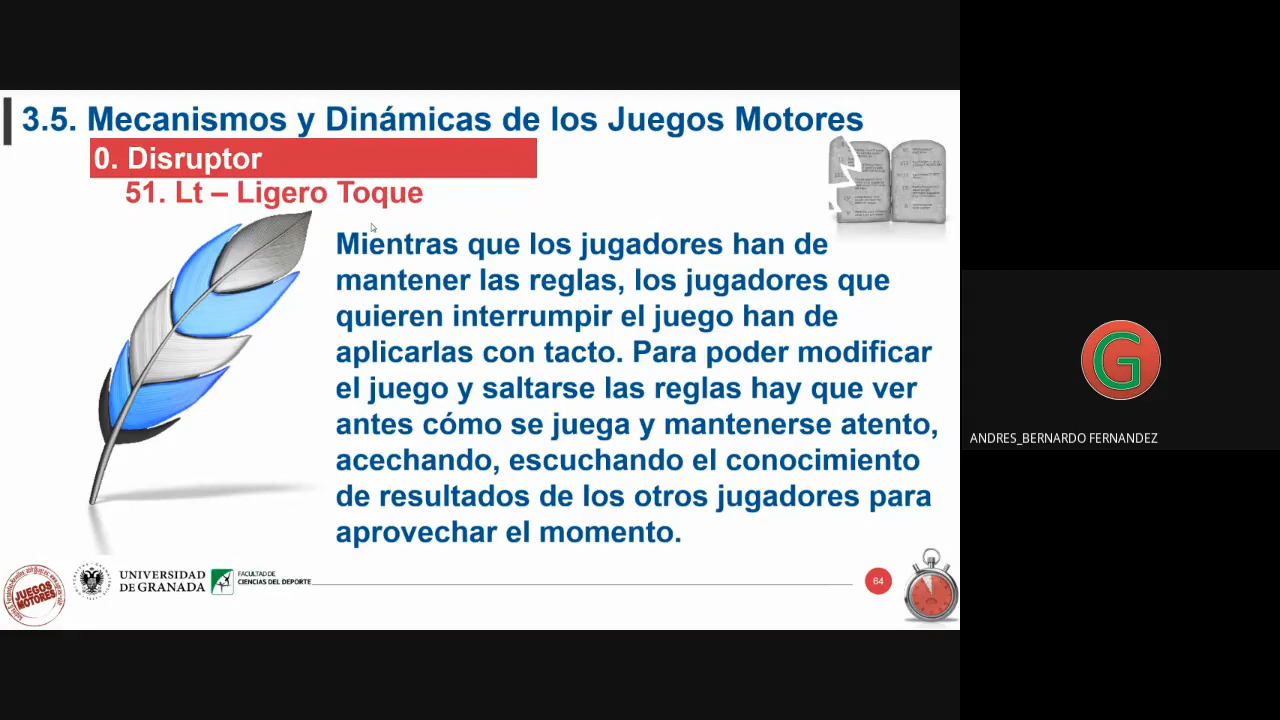 3.5. Mecanismos y Dinámicas de los Juegos Motores
0. Disruptor
51. Lt – Ligero Toque
Mientras que los jugadores han de
mantener las reglas, los jugadores que
quieren interrumpir el juego han de
aplicarlas con tacto. Para poder modificar
el juego y saltarse las reglas hay que ver
antes cómo se juega y mantenerse atento,
acechando, escuchando el conocimiento
de resultados de los otros jugadores para
aprovechar el momento.
JUEGOS
MOTORES
UNIVERSIDAD
DE GRANADA
FACULTAD DE
CIENCIAS DEL DEPORTE
64
G
ANDRES_BERNARDO FERNANDEZ